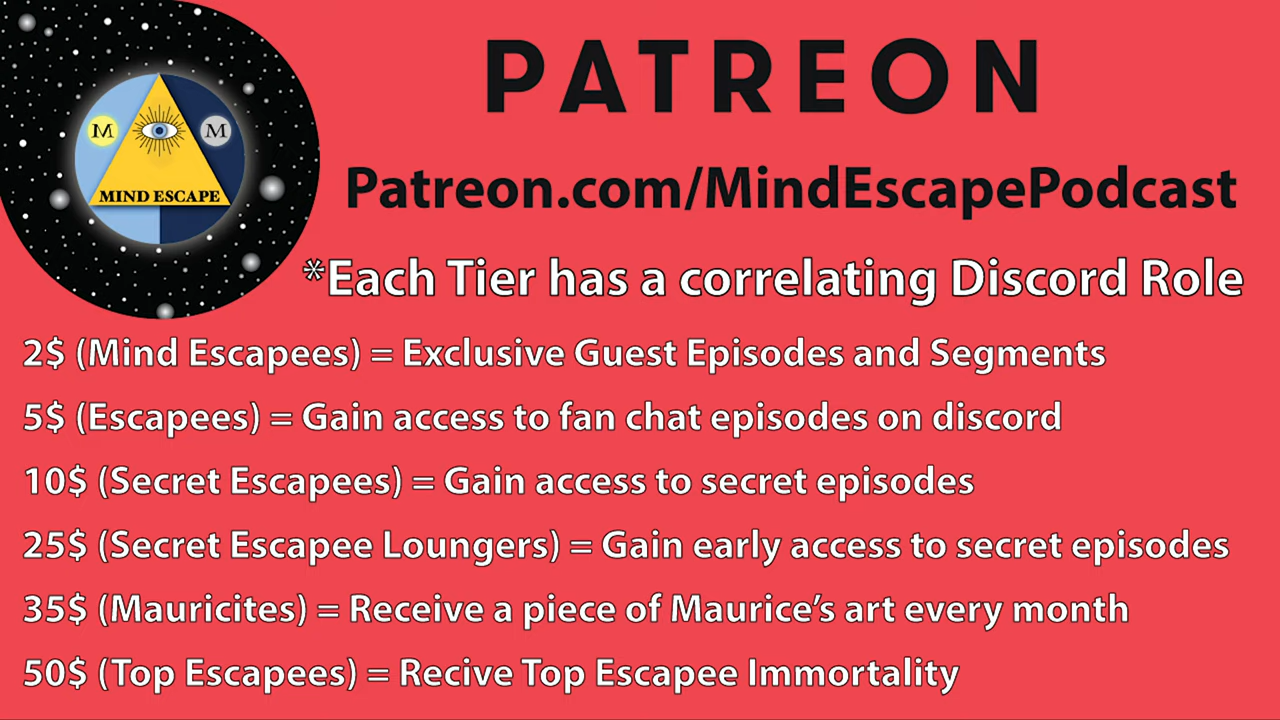 M
M
MIND ESCAPE
PATREON
Patreon.com/MindEscapePodcast
*Each Tier has a correlating Discord Role
2$ (Mind Escapees) = Exclusive Guest Episodes and Segments
5$ (Escapees) = Gain access to fan chat episodes on discord
10$ (Secret Escapees) = Gain access to secret episodes
25$ (Secret Escapee Loungers) = Gain early access to secret episodes
35$ (Mauricites) = Receive a piece of Maurice’s art every month
50$ (Top Escapees) = Recive Top Escapee Immortality